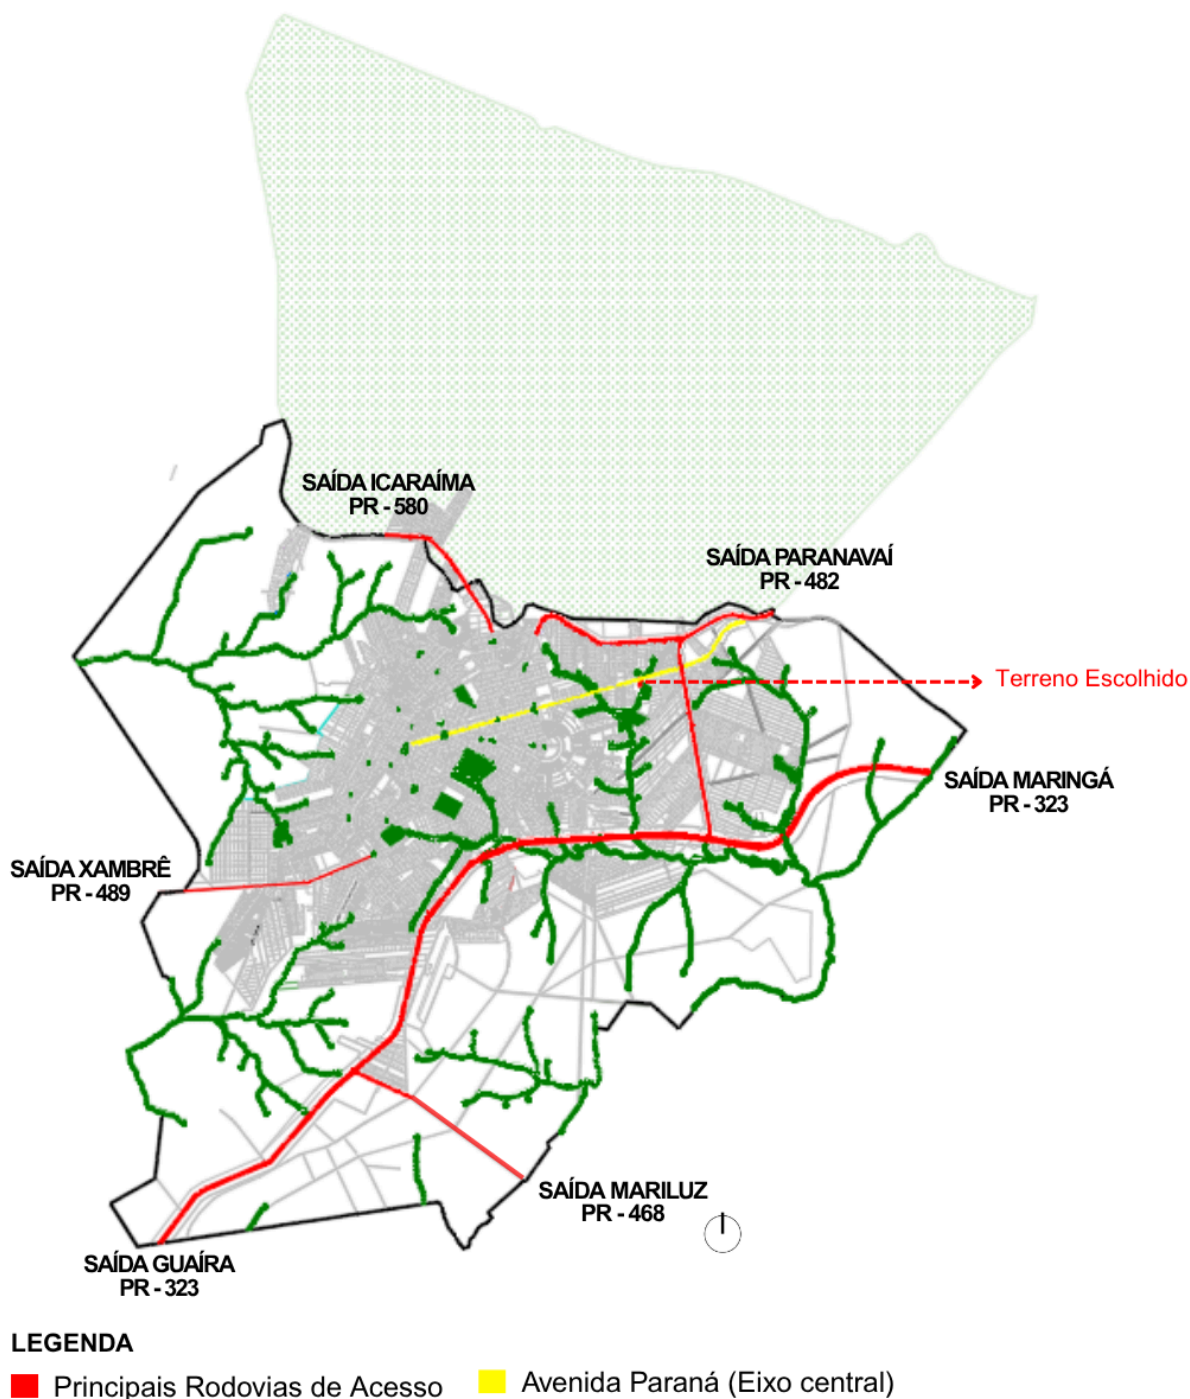 SAÍDA ICARAÍMA
PR - 580
SAÍDA PARANAVAÍ
PR - 482
Terreno Escolhido
SAÍDA MARINGÁ
PR - 323
SAÍDA XAMBRÊ
PR - 489
SAÍDA MARILUZ
PR - 468
SAÍDA GUAÍRA
PR - 323
LEGENDA
Principais Rodovias de Acesso
Avenida Paraná (Eixo central)